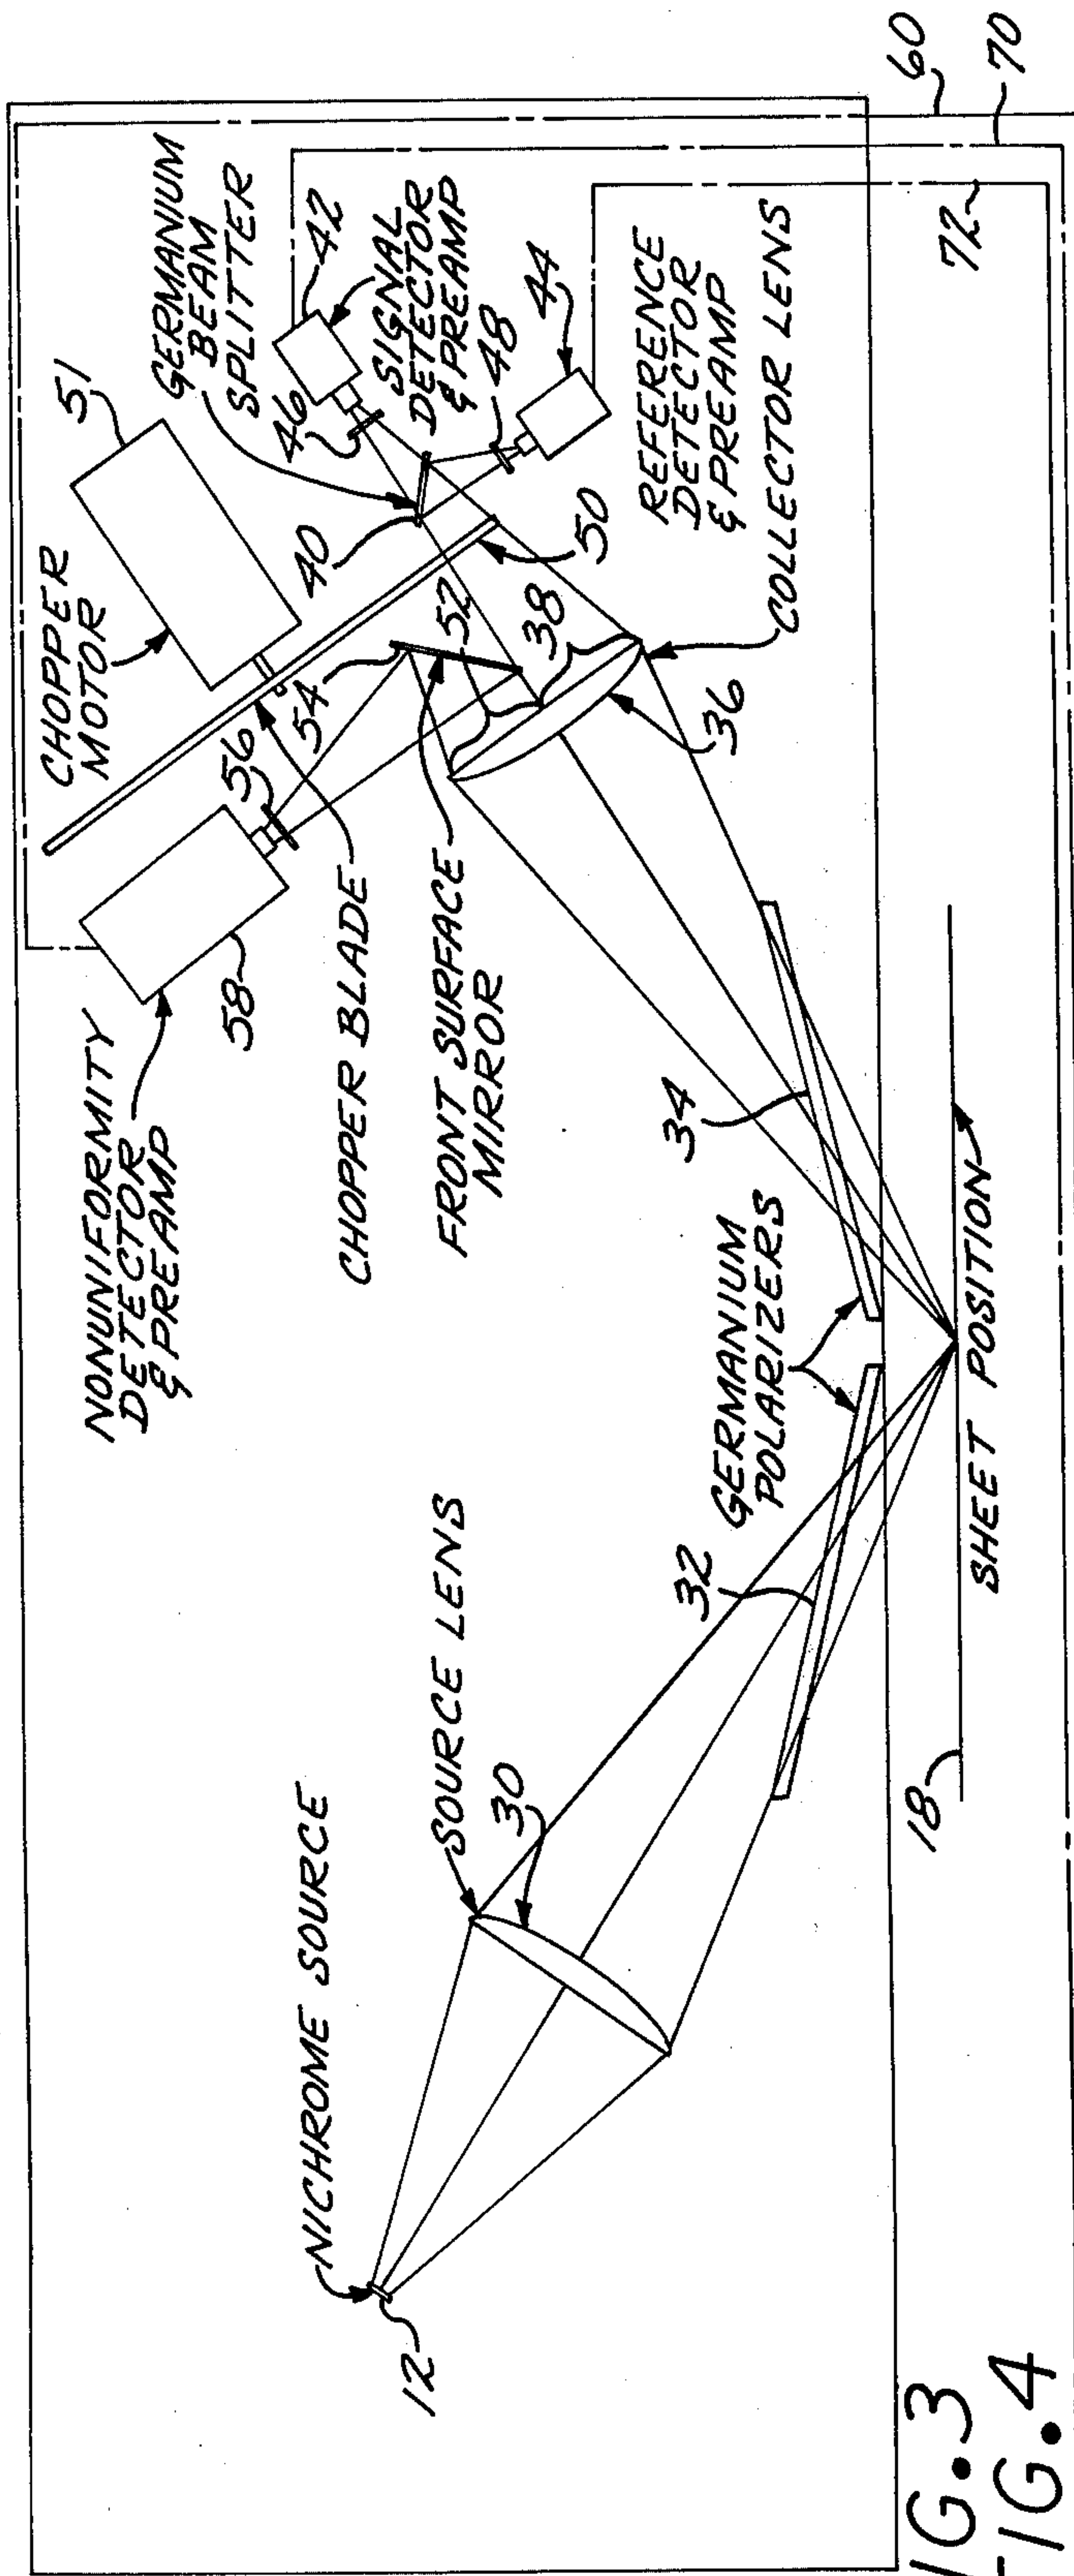 NICHROME SOURCE
12
SOURCE LENS
30
32
GERMANIUM
POLARIZERS
18
SHEET POSITION
34
NONUNIFORMITY
DETECTOR
& PREAMP
58
56
CHOPPER
MOTOR
51
CHOPPER BLADE
FRONT SURFACE
MIRROR
54
52
38
36
COLLECTOR LENS
50
40
GERMANIUM
BEAM
SPLITTER
46
42
SIGNAL
DETECTOR
& PREAMP
48
44
REFERENCE
DETECTOR
& PREAMP
60
70
72
IG.3
FIG.4